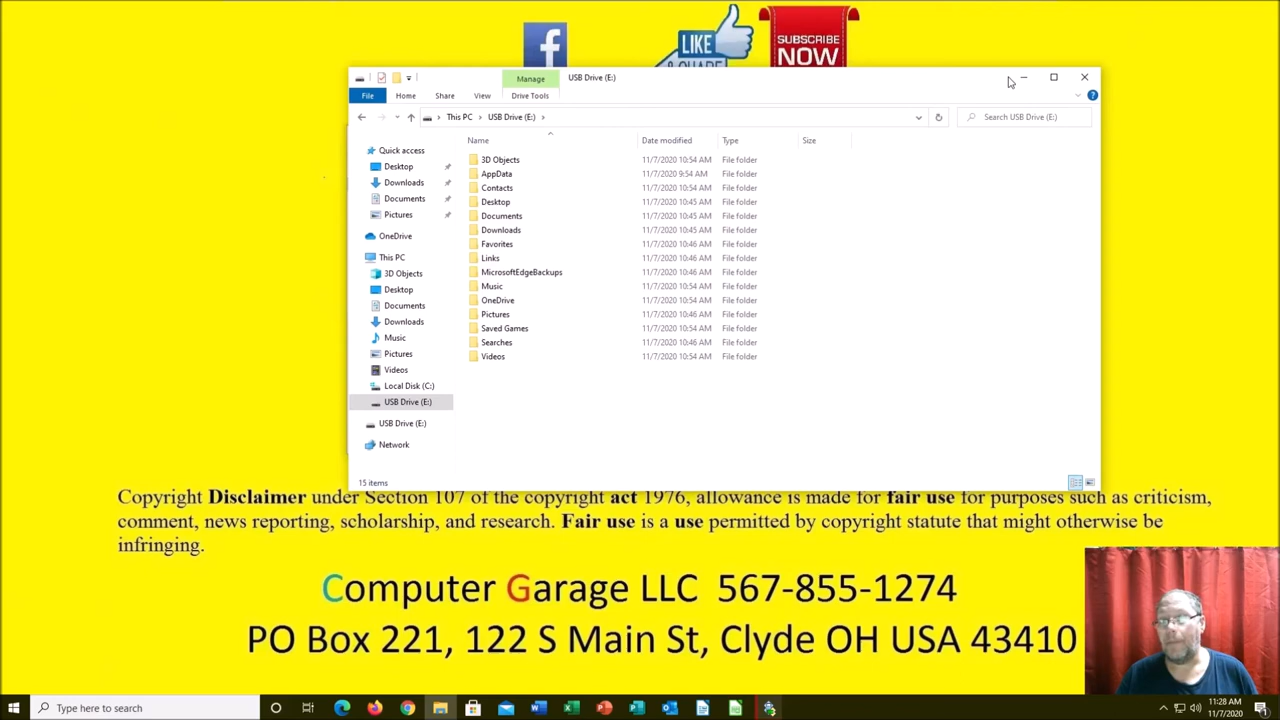 f
LIKE
& SHARE
SUBSCRIBE
NOW
Manage
USB Drive (E:)
File
Home
Share
View
Drive Tools
This PC
USB Drive (E:)
Search USB Drive (E:)
Name
Date modified
Type
Size
Quick access
Desktop
Downloads
Documents
Pictures
OneDrive
This PC
3D Objects
Desktop
Documents
Downloads
Music
Pictures
Videos
Local Disk (C:)
USB Drive (E:)
USB Drive (E:)
Network
3D Objects 11/7/2020 10:54 AM File folder
AppData 11/7/2020 9:54 AM File folder
Contacts 11/7/2020 10:54 AM File folder
Desktop 11/7/2020 10:45 AM File folder
Documents 11/7/2020 10:45 AM File folder
Downloads 11/7/2020 10:45 AM File folder
Favorites 11/7/2020 10:46 AM File folder
Links 11/7/2020 10:46 AM File folder
MicrosoftEdgeBackups 11/7/2020 10:46 AM File folder
Music 11/7/2020 10:46 AM File folder
OneDrive 11/7/2020 10:54 AM File folder
Pictures 11/7/2020 10:46 AM File folder
Saved Games 11/7/2020 10:54 AM File folder
Searches 11/7/2020 10:46 AM File folder
Videos 11/7/2020 10:54 AM File folder
15 items
Copyright Disclaimer under Section 107 of the copyright act 1976, allowance is made for fair use for purposes such as criticism,
comment, news reporting, scholarship, and research. Fair use is a use permitted by copyright statute that might otherwise be
infringing.
Computer Garage LLC 567-855-1274
PO Box 221, 122 S Main St, Clyde OH USA 43410
Type here to search
11:28 AM
11/7/2020